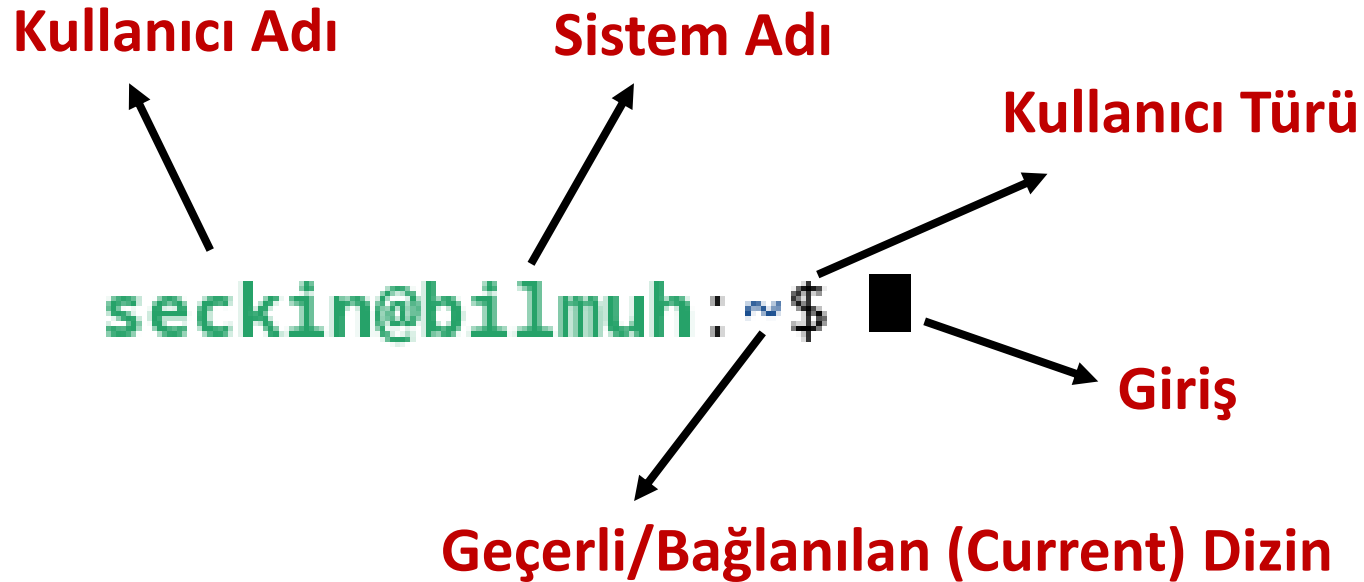 Kullanıcı Adı
Sistem Adı
Kullanıcı Türü
seckin@bilmuh:~$
Giriş
Geçerli/Bağlanılan (Current) Dizin